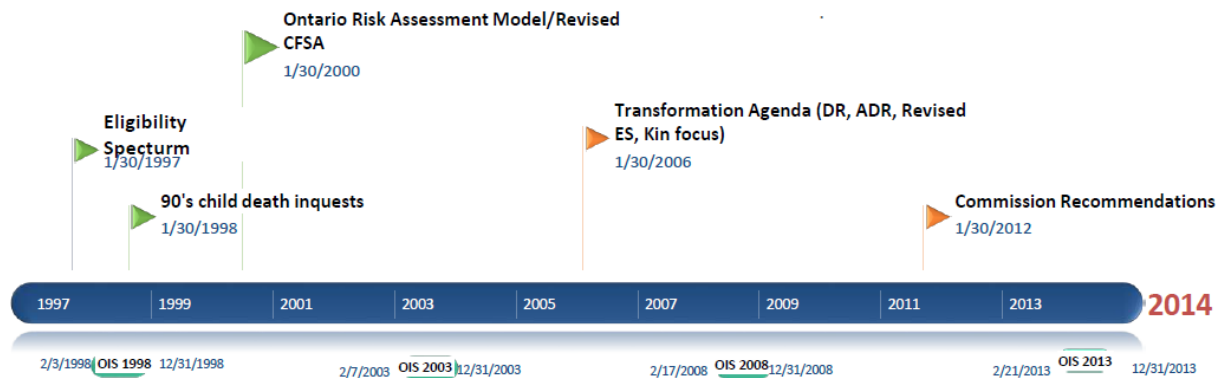 Ontario Risk Assessment Model/Revised
CFSA
1/30/2000
Eligibility
Specturm
1/30/1997
Transformation Agenda (DR, ADR, Revised
ES, Kin focus)
1/30/2006
90's child death inquests
1/30/1998
Commission Recommendations
1/30/2012
1997 1999 2001 2003 2005 2007 2009 2011 2013 2014
2/3/1998 OIS 1998 12/31/1998
2/7/2003 OIS 2003 12/31/2003
2/17/2008 OIS 2008 12/31/2008
2/21/2013 OIS 2013 12/31/2013